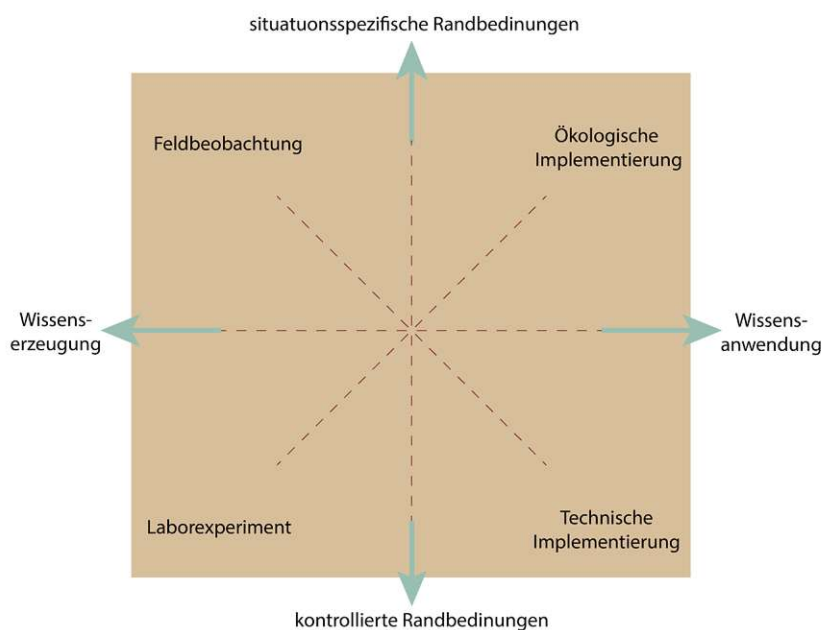 situatuonsspezifische Randbedinungen
Feldbeobachtung
Ökologische
Implementierung
Wissens-
erzeugung
Wissens-
anwendung
Laborexperiment
Technische
Implementierung
kontrollierte Randbedinungen